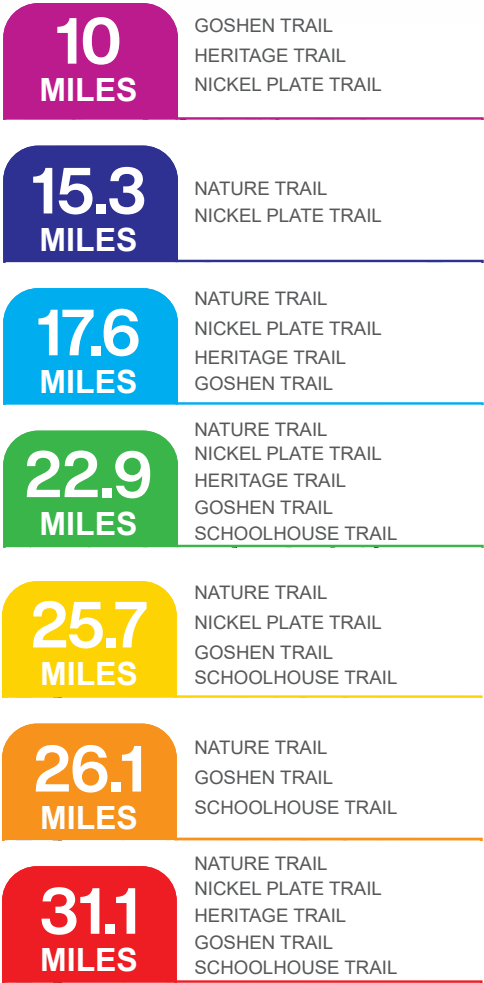 10
MILES
GOSHEN TRAIL
HERITAGE TRAIL
NICKEL PLATE TRAIL
15.3
MILES
NATURE TRAIL
NICKEL PLATE TRAIL
17.6
MILES
NATURE TRAIL
NICKEL PLATE TRAIL
HERITAGE TRAIL
GOSHEN TRAIL
22.9
MILES
NATURE TRAIL
NICKEL PLATE TRAIL
HERITAGE TRAIL
GOSHEN TRAIL
SCHOOLHOUSE TRAIL
25.7
MILES
NATURE TRAIL
NICKEL PLATE TRAIL
GOSHEN TRAIL
SCHOOLHOUSE TRAIL
26.1
MILES
NATURE TRAIL
GOSHEN TRAIL
SCHOOLHOUSE TRAIL
31.1
MILES
NATURE TRAIL
NICKEL PLATE TRAIL
HERITAGE TRAIL
GOSHEN TRAIL
SCHOOLHOUSE TRAIL